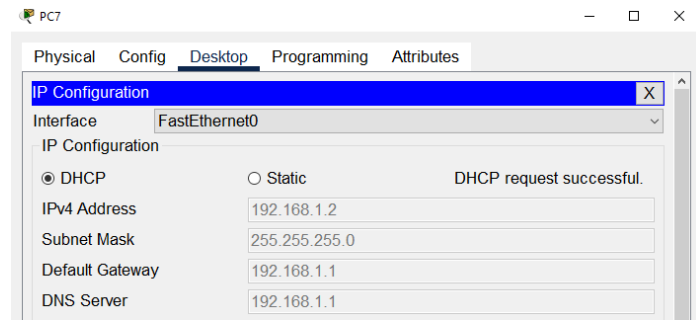 PC7
Physical Config Desktop Programming Attributes
IP Configuration X
Interface FastEthernet0
IP Configuration
DHCP Static DHCP request successful.
IPv4 Address 192.168.1.2
Subnet Mask 255.255.255.0
Default Gateway 192.168.1.1
DNS Server 192.168.1.1